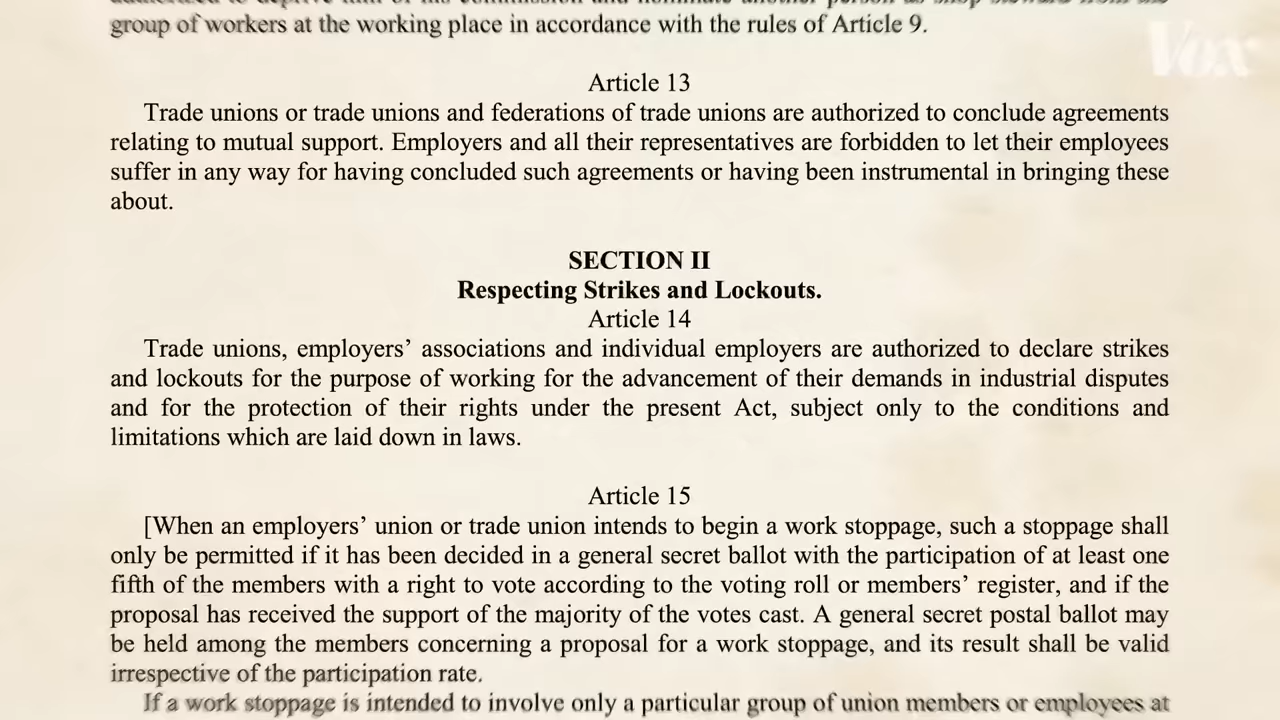 group of workers at the working place in accordance with the rules of Article 9.
Vox
Article 13
Trade unions or trade unions and federations of trade unions are authorized to conclude agreements
relating to mutual support. Employers and all their representatives are forbidden to let their employees
suffer in any way for having concluded such agreements or having been instrumental in bringing these
about.
SECTION II
Respecting Strikes and Lockouts.
Article 14
Trade unions, employers’ associations and individual employers are authorized to declare strikes
and lockouts for the purpose of working for the advancement of their demands in industrial disputes
and for the protection of their rights under the present Act, subject only to the conditions and
limitations which are laid down in laws.
Article 15
[When an employers’ union or trade union intends to begin a work stoppage, such a stoppage shall
only be permitted if it has been decided in a general secret ballot with the participation of at least one
fifth of the members with a right to vote according to the voting roll or members’ register, and if the
proposal has received the support of the majority of the votes cast. A general secret postal ballot may
be held among the members concerning a proposal for a work stoppage, and its result shall be valid
irrespective of the participation rate.
If a work stoppage is intended to involve only a particular group of union members or employees at